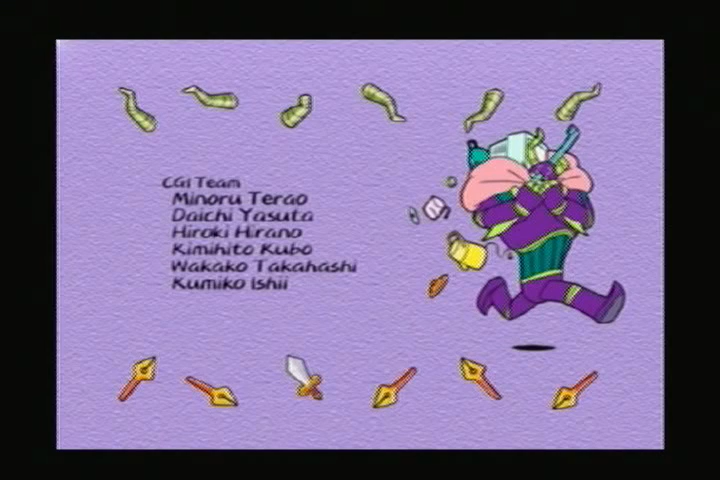 CGI Team
Minoru Terao
Daichi Yasuta
Hiroki Hirano
Kimihito Kubo
Wakako Takahashi
Kumiko Ishii